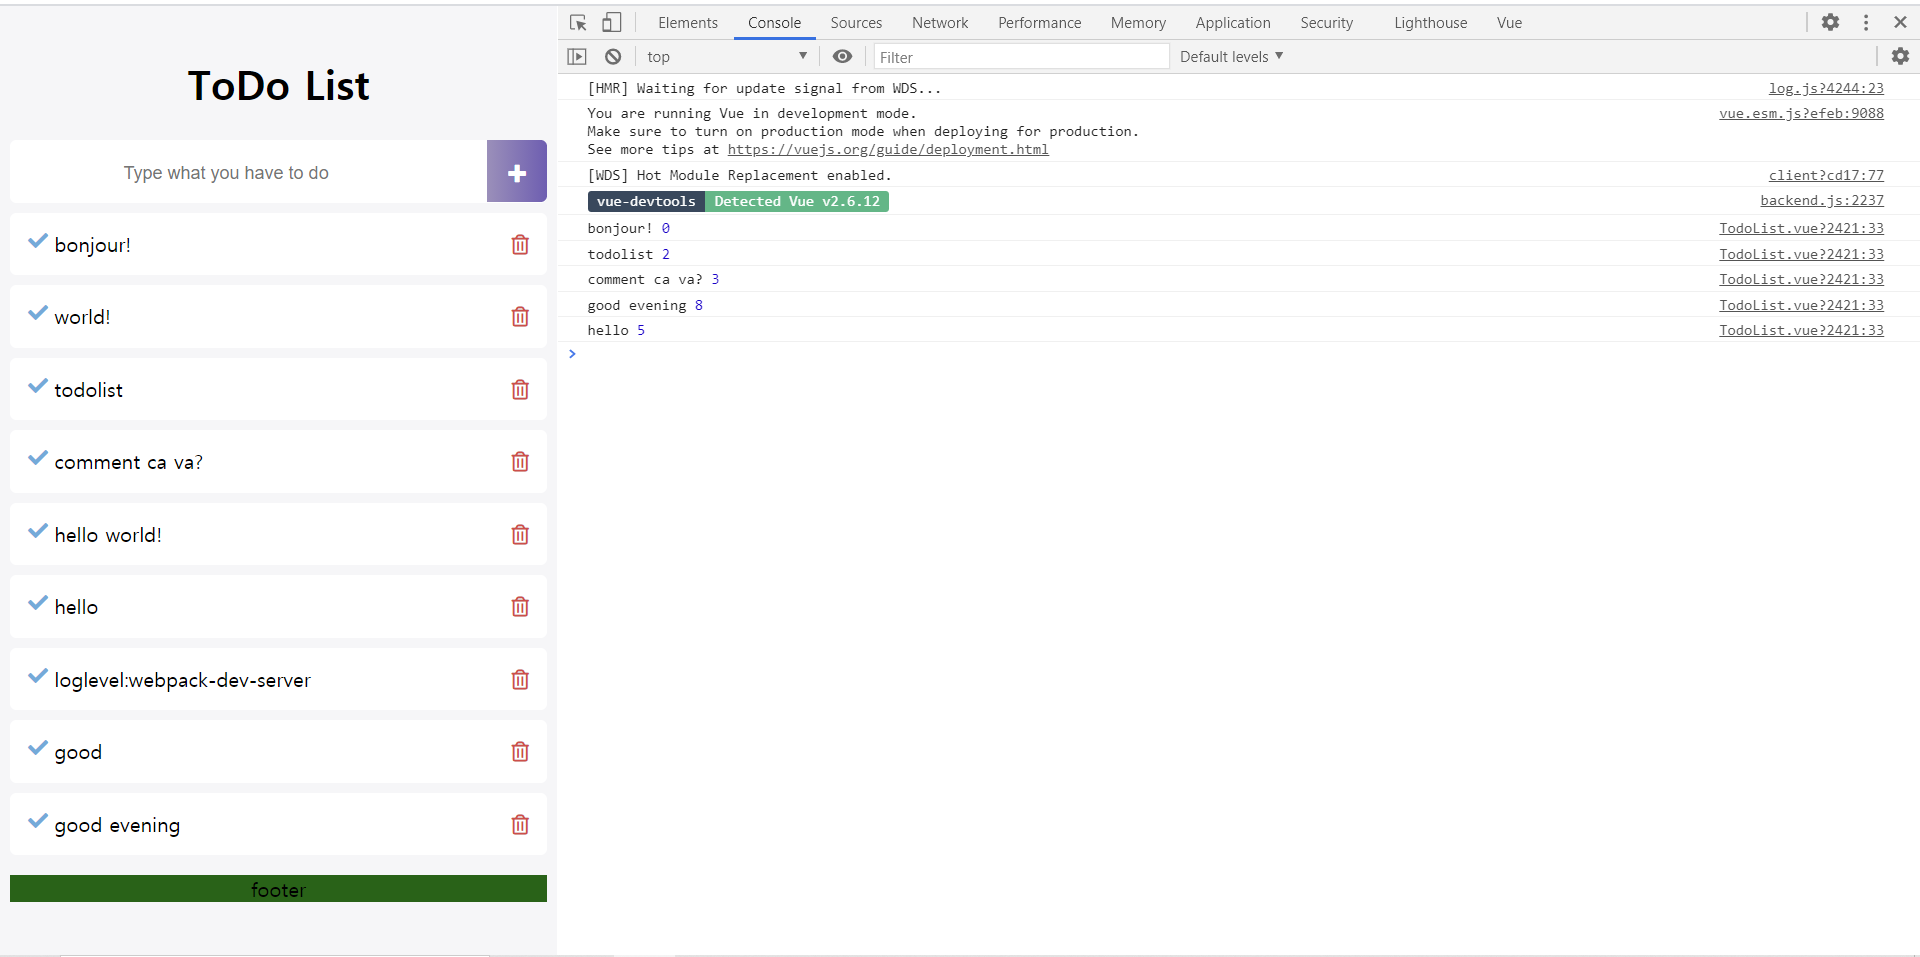 ToDo List
Type what you have to do
bonjour!
world!
todolist
comment ca va?
hello world!
hello
loglevel:webpack-dev-server
good
good evening
footer
Elements Console Sources Network Performance Memory Application Security Lighthouse Vue
top Filter Default levels
[HMR] Waiting for update signal from WDS... log.js?4244:23
You are running Vue in development mode. vue.esm.js?efeb:9088
Make sure to turn on production mode when deploying for production.
See more tips at https://vuejs.org/guide/deployment.html
[WDS] Hot Module Replacement enabled. client?cd17:77
vue-devtools Detected Vue v2.6.12 backend.js:2237
bonjour! 0 TodoList.vue?2421:33
todolist 2 TodoList.vue?2421:33
comment ca va? 3 TodoList.vue?2421:33
good evening 8 TodoList.vue?2421:33
hello 5 TodoList.vue?2421:33